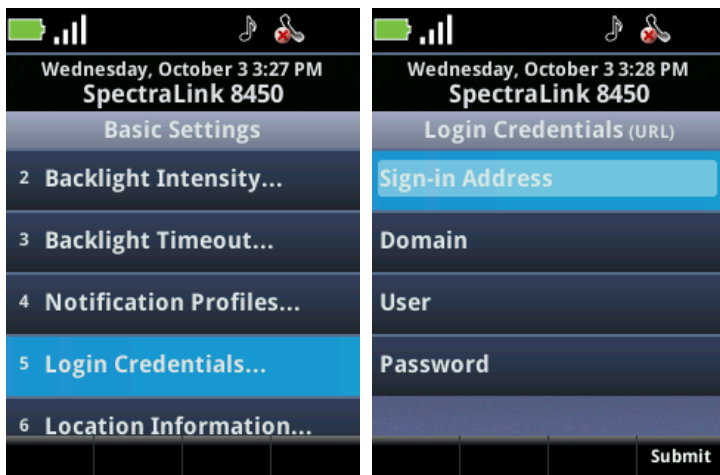 Wednesday, October 3 3:27 PM
SpectraLink 8450
Basic Settings
2 Backlight Intensity...
3 Backlight Timeout...
4 Notification Profiles...
5 Login Credentials...
6 Location Information...
Wednesday, October 3 3:28 PM
SpectraLink 8450
Login Credentials (URL)
Sign-in Address
Domain
User
Password
Submit